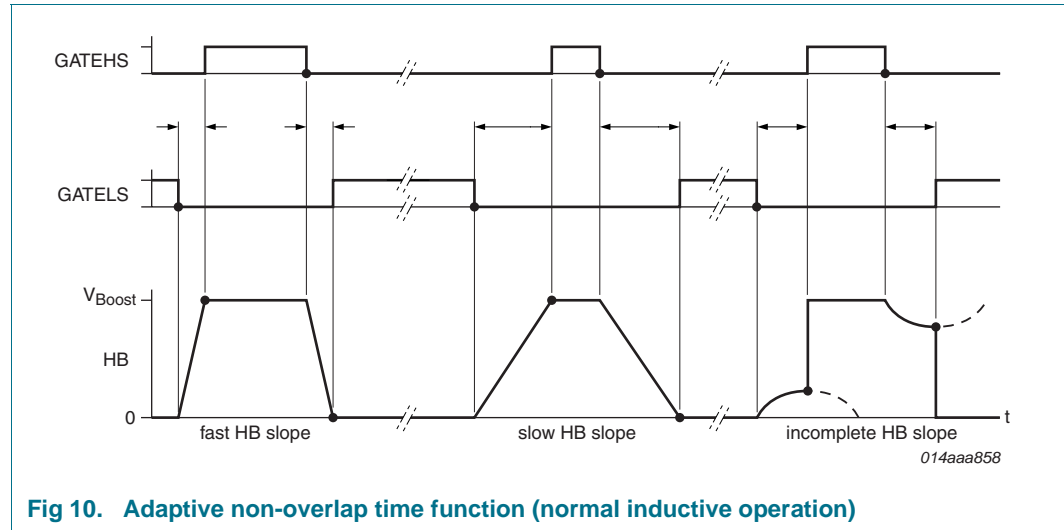 GATEHS
GATELS
VBoost
HB
0
t
fast HB slope
slow HB slope
incomplete HB slope
014aaa858
Fig 10. Adaptive non-overlap time function (normal inductive operation)